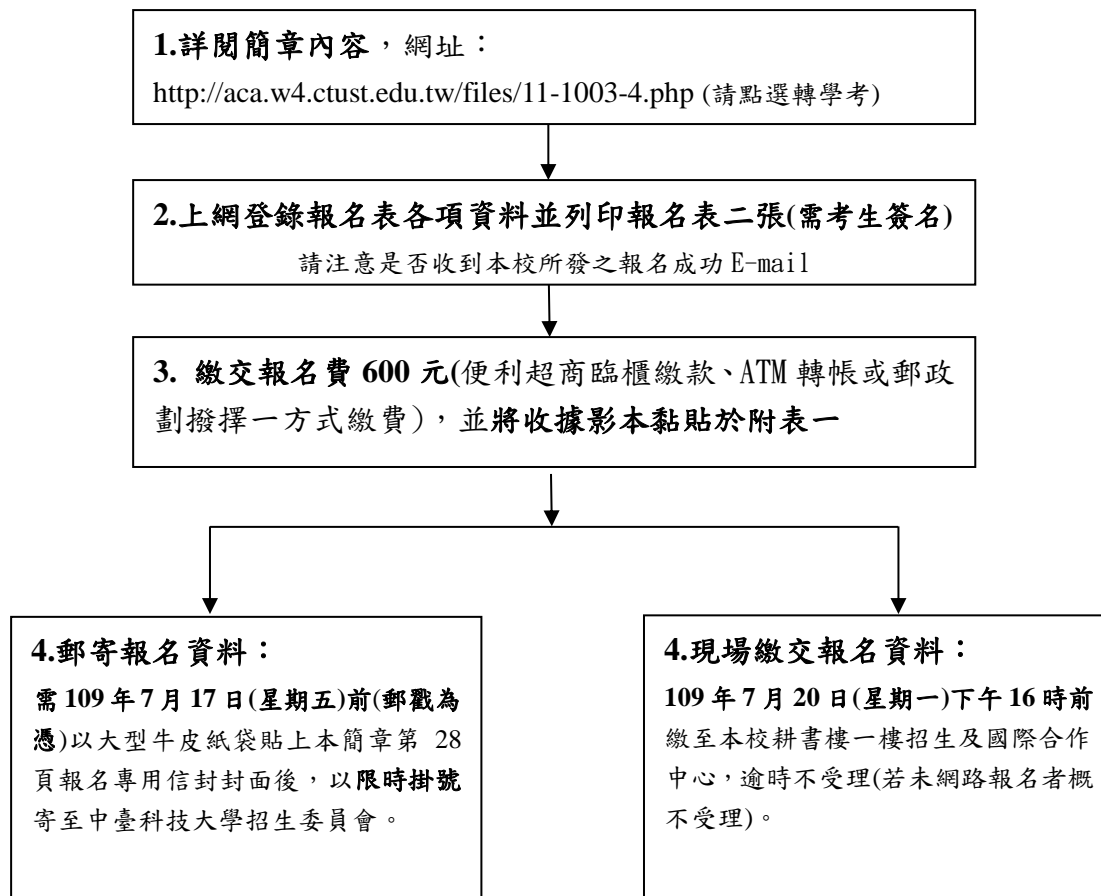 1.詳閱簡章內容，網址：
http://aca.w4.ctust.edu.tw/files/11-1003-4.php (請點選轉學考)
2.上網登錄報名表各項資料並列印報名表二張(需考生簽名)
請注意是否收到本校所發之報名成功 E-mail
3. 繳交報名費 600 元(便利超商臨櫃繳款、ATM 轉帳或郵政
劃撥擇一方式繳費)，並將收據影本黏貼於附表一
4.郵寄報名資料：
需 109 年 7 月 17 日(星期五)前(郵戳為
憑)以大型牛皮紙袋貼上本簡章第 28
頁報名專用信封封面後，以限時掛號
寄至中臺科技大學招生委員會。
4.現場繳交報名資料：
109 年 7 月 20 日(星期一)下午 16 時前
繳至本校耕書樓一樓招生及國際合作
中心，逾時不受理(若未網路報名者概
不受理)。